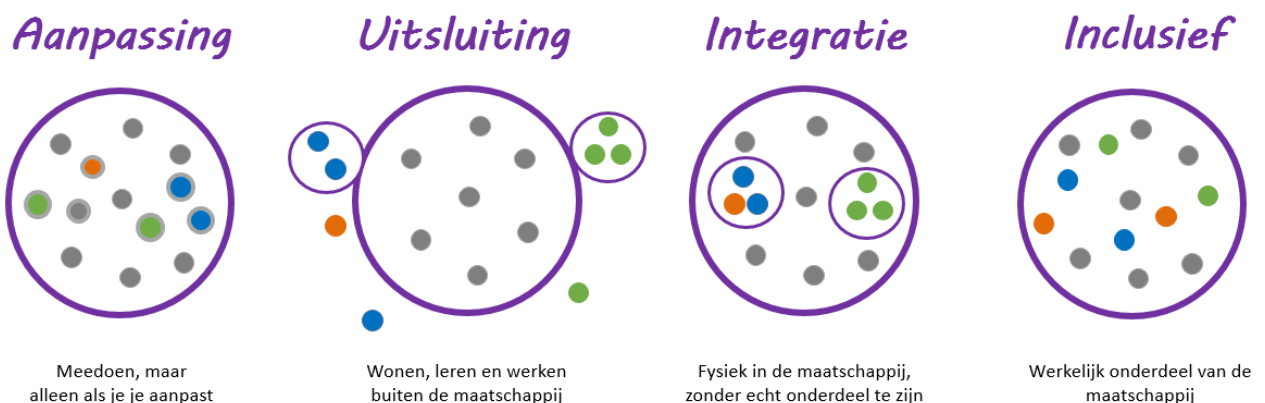 Aanpassing
Meedoen, maar
alleen als je je aanpast
Uitsluiting
Wonen, leren en werken
buiten de maatschappij
Integratie
Fysiek in de maatschappij,
zonder echt onderdeel te zijn
Inclusief
Werkelijk onderdeel van de
maatschappij